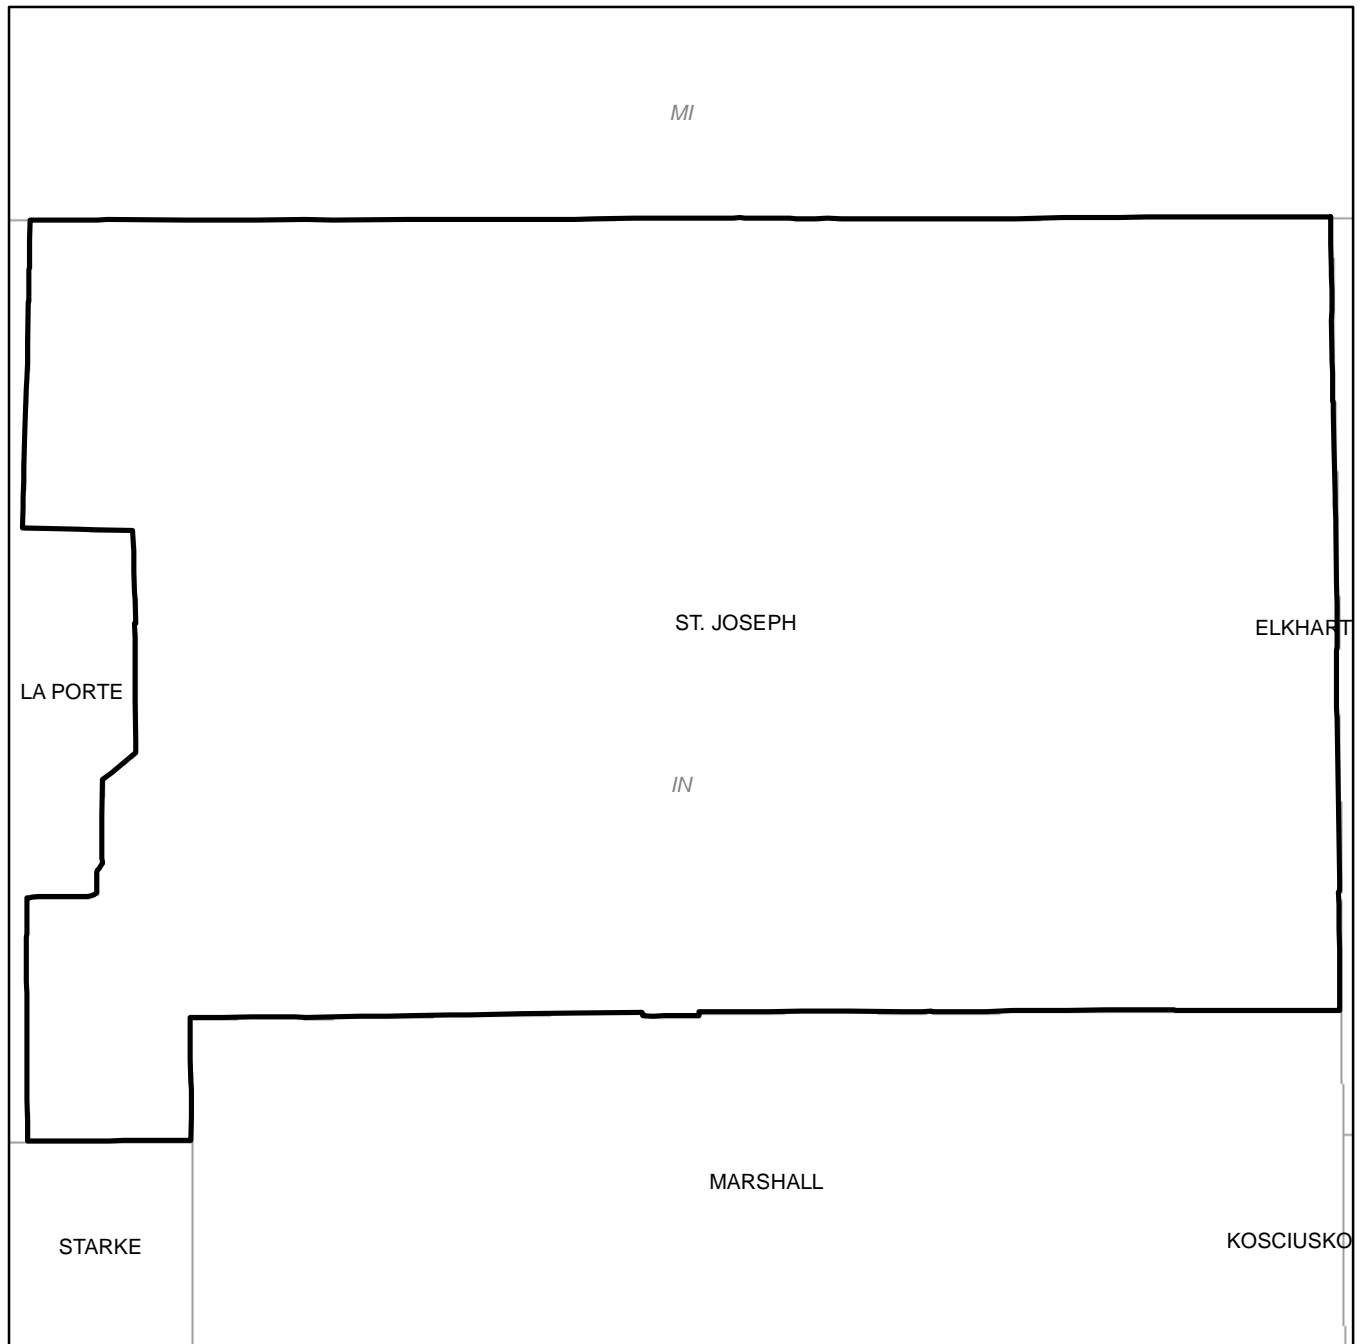 MI
ST. JOSEPH
ELKHART
LA PORTE
IN
MARSHALL
STARKE
KOSCIUSKO